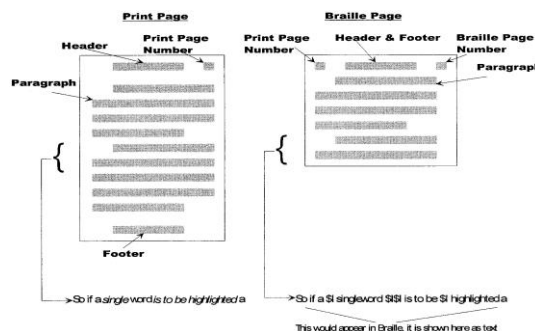 Print Page
Header
Print Page
Number
Paragraph
Footer
So if a single word is to be highlighted a
Braille Page
Print Page
Number
Header & Footer
Braille Page
Number
Paragraph
So if a $I singleword $I$I is to be $I highlighted a
This would appear in Braille, it is shown here as text